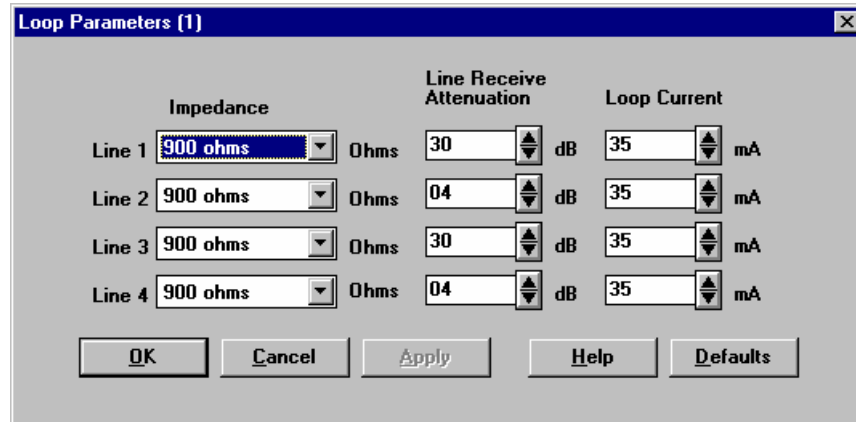 Loop Parameters (1)
Impedance
Line Receive
Attenuation
Loop Current
Line 1 900 ohms Ohms 30 dB 35 mA
Line 2 900 ohms Ohms 04 dB 35 mA
Line 3 900 ohms Ohms 30 dB 35 mA
Line 4 900 ohms Ohms 04 dB 35 mA
OK Cancel Apply Help Defaults